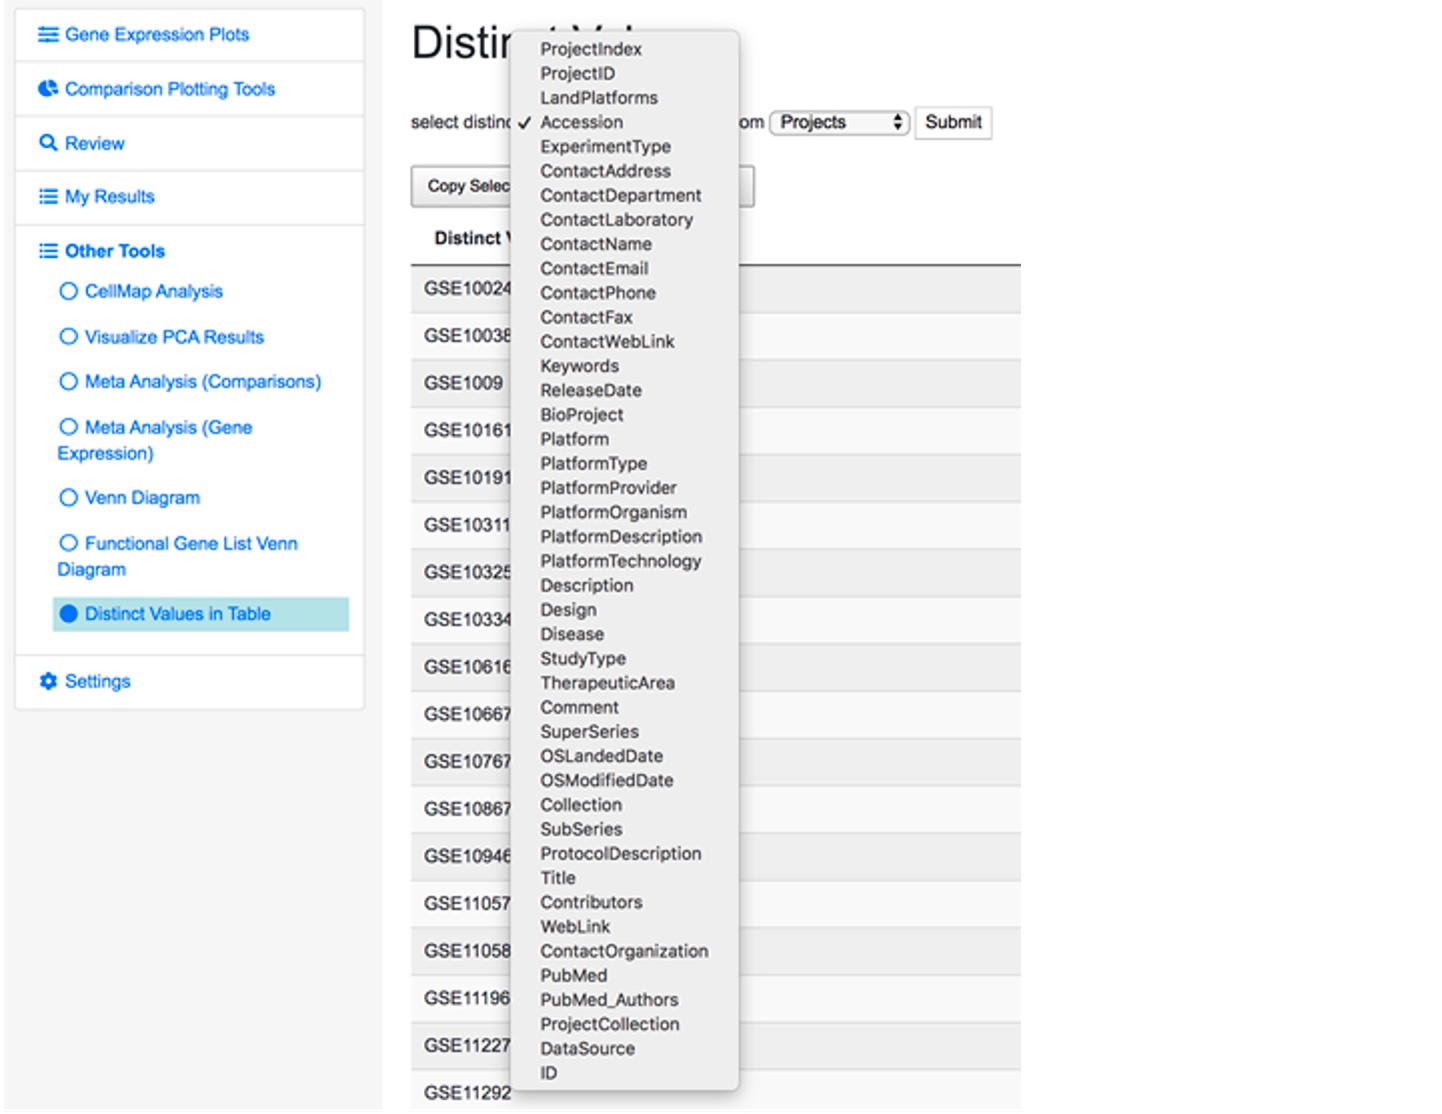 Gene Expression Plots
Comparison Plotting Tools
Review
My Results
Other Tools
CellMap Analysis
Visualize PCA Results
Meta Analysis (Comparisons)
Meta Analysis (Gene
Expression)
Venn Diagram
Functional Gene List Venn
Diagram
Distinct Values in Table
Settings
select Projects Submit
Copy
Distinct
GSE10024
GSE10038
GSE1009
GSE10161
GSE10191
GSE10311
GSE10325
GSE10334
GSE10616
GSE10667
GSE10767
GSE10867
GSE10946
GSE11057
GSE11058
GSE11196
GSE11227
GSE11292
ProjectIndex
ProjectID
LandPlatforms
✓ Accession
ExperimentType
ContactAddress
ContactDepartment
ContactLaboratory
ContactName
ContactEmail
ContactPhone
ContactFax
ContactWebLink
Keywords
ReleaseDate
BioProject
Platform
PlatformType
PlatformProvider
PlatformOrganism
PlatformDescription
PlatformTechnology
Description
Design
Disease
StudyType
TherapeuticArea
Comment
SuperSeries
OSLandedDate
OSModifiedDate
Collection
SubSeries
ProtocolDescription
Title
Contributors
WebLink
ContactOrganization
PubMed
PubMed_Authors
ProjectCollection
DataSource
ID